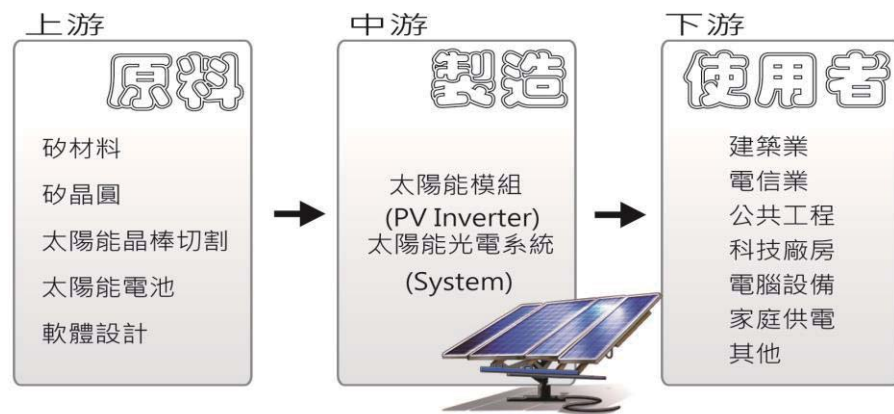 上游
原料
矽材料
矽晶圓
太陽能晶棒切割
太陽能電池
軟體設計
中游
製造
太陽能模組
(PV Inverter)
太陽能光電系統
(System)
下游
使用者
建築業
電信業
公共工程
科技廠房
電腦設備
家庭供電
其他